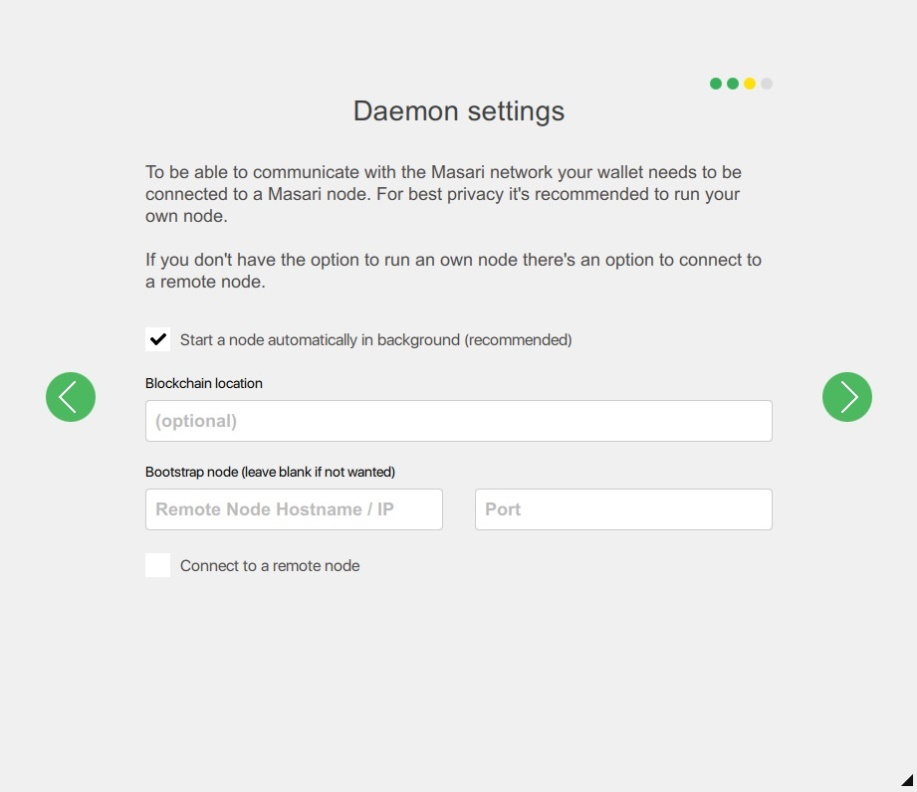 Daemon settings
To be able to communicate with the Masari network your wallet needs to be
connected to a Masari node. For best privacy it's recommended to run your
own node.
If you don't have the option to run an own node there's an option to connect to
a remote node.
Start a node automatically in background (recommended)
Blockchain location
(optional)
Bootstrap node (leave blank if not wanted)
Remote Node Hostname / IP
Port
Connect to a remote node